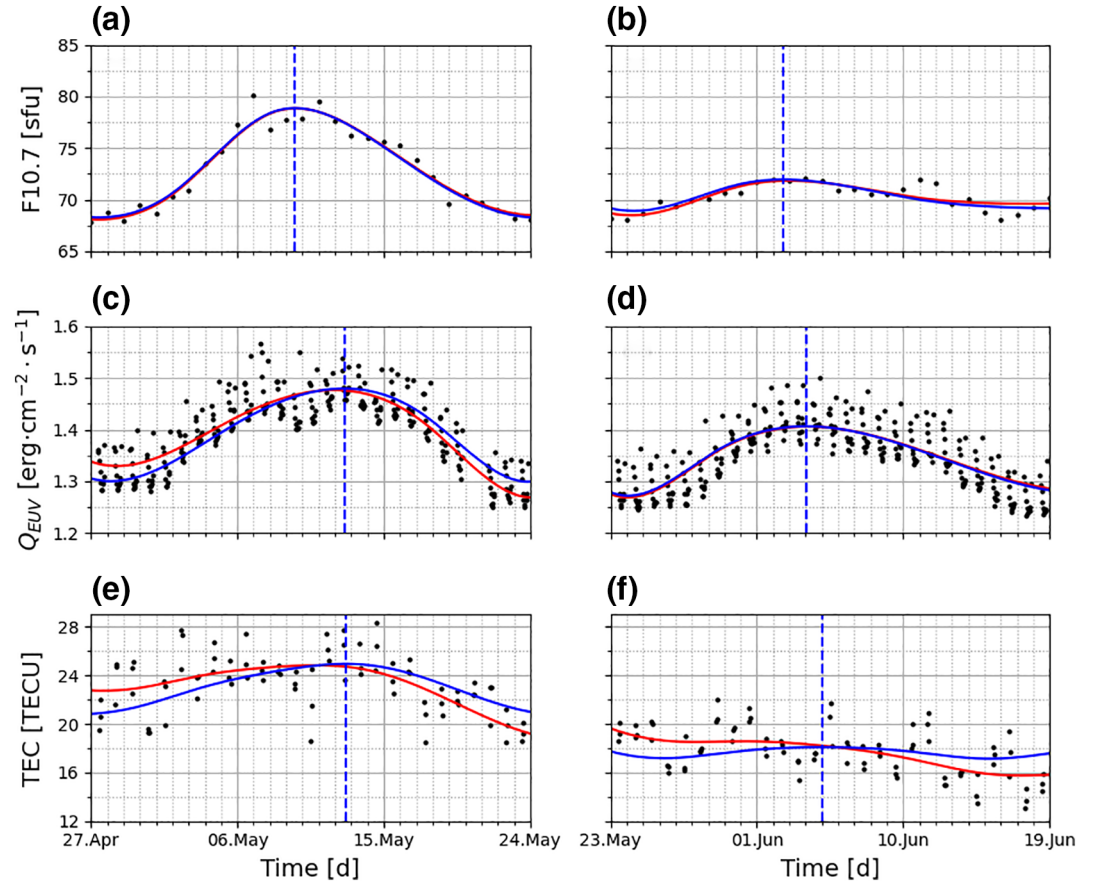 (a)
(b)
F10.7 [sfu]
85
80
75
70
65
(c)
(d)
Q_EUV [erg·cm⁻² · s⁻¹]
1.6
1.5
1.4
1.3
1.2
(e)
(f)
TEC [TECU]
28
24
20
16
12
27.Apr
06.May
15.May
24.May
23.May
01.Jun
10.Jun
19.Jun
Time [d]
Time [d]